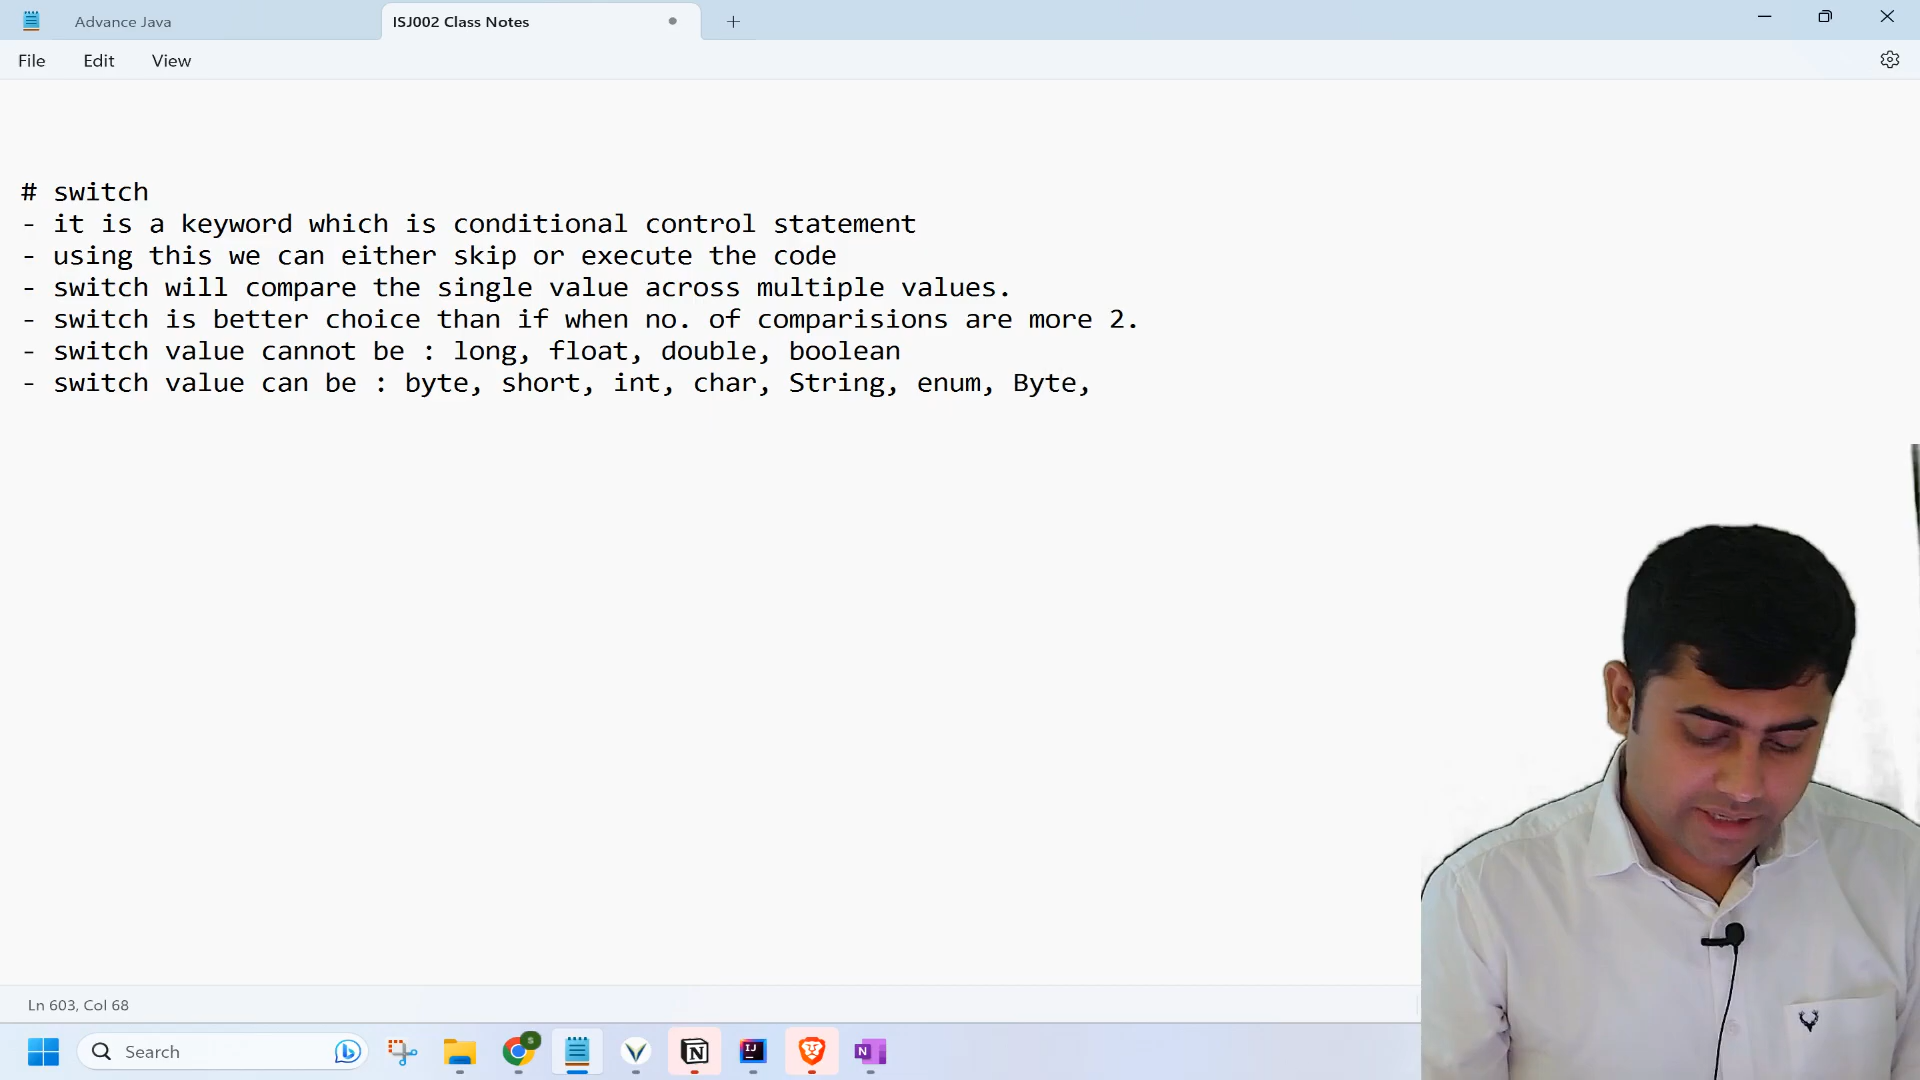 Advance Java
ISJ002 Class Notes
File Edit View
# switch
- it is a keyword which is conditional control statement
- using this we can either skip or execute the code
- switch will compare the single value across multiple values.
- switch is better choice than if when no. of comparisions are more 2.
- switch value cannot be : long, float, double, boolean
- switch value can be : byte, short, int, char, String, enum, Byte,
Ln 603, Col 68
Search